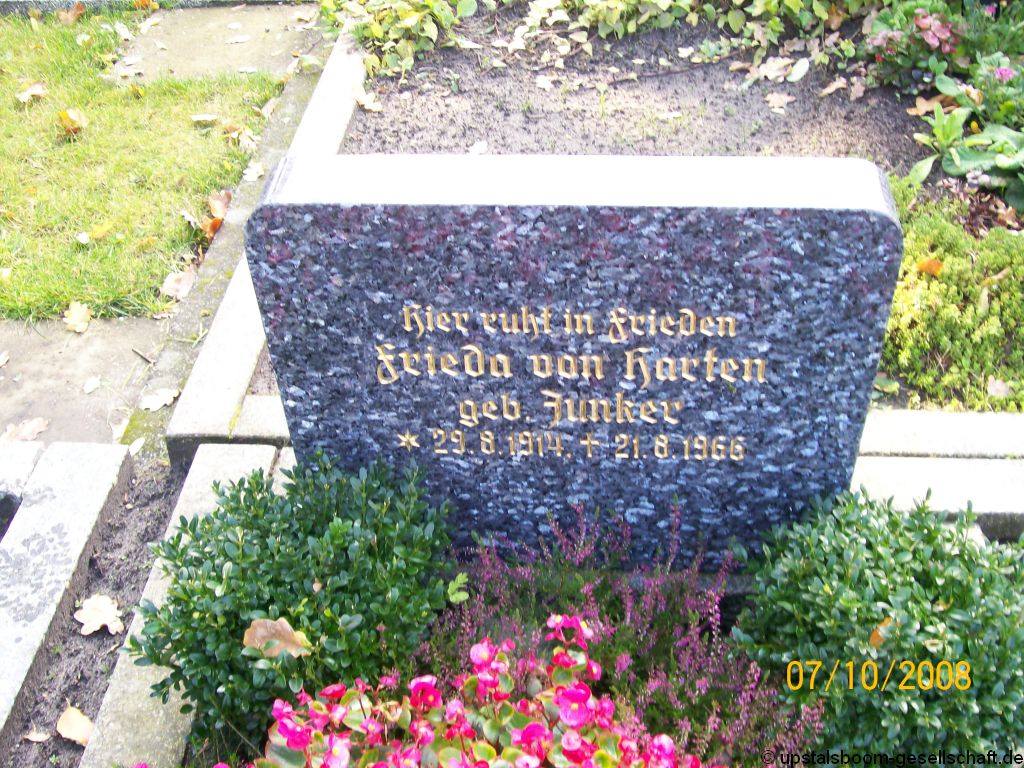 Hier ruht in Frieden
Frieda von Harten
geb. Junker
* 29.8.1914. + 21.8.1966
07/10/2008
© upstalsboom-gesellschaft.de